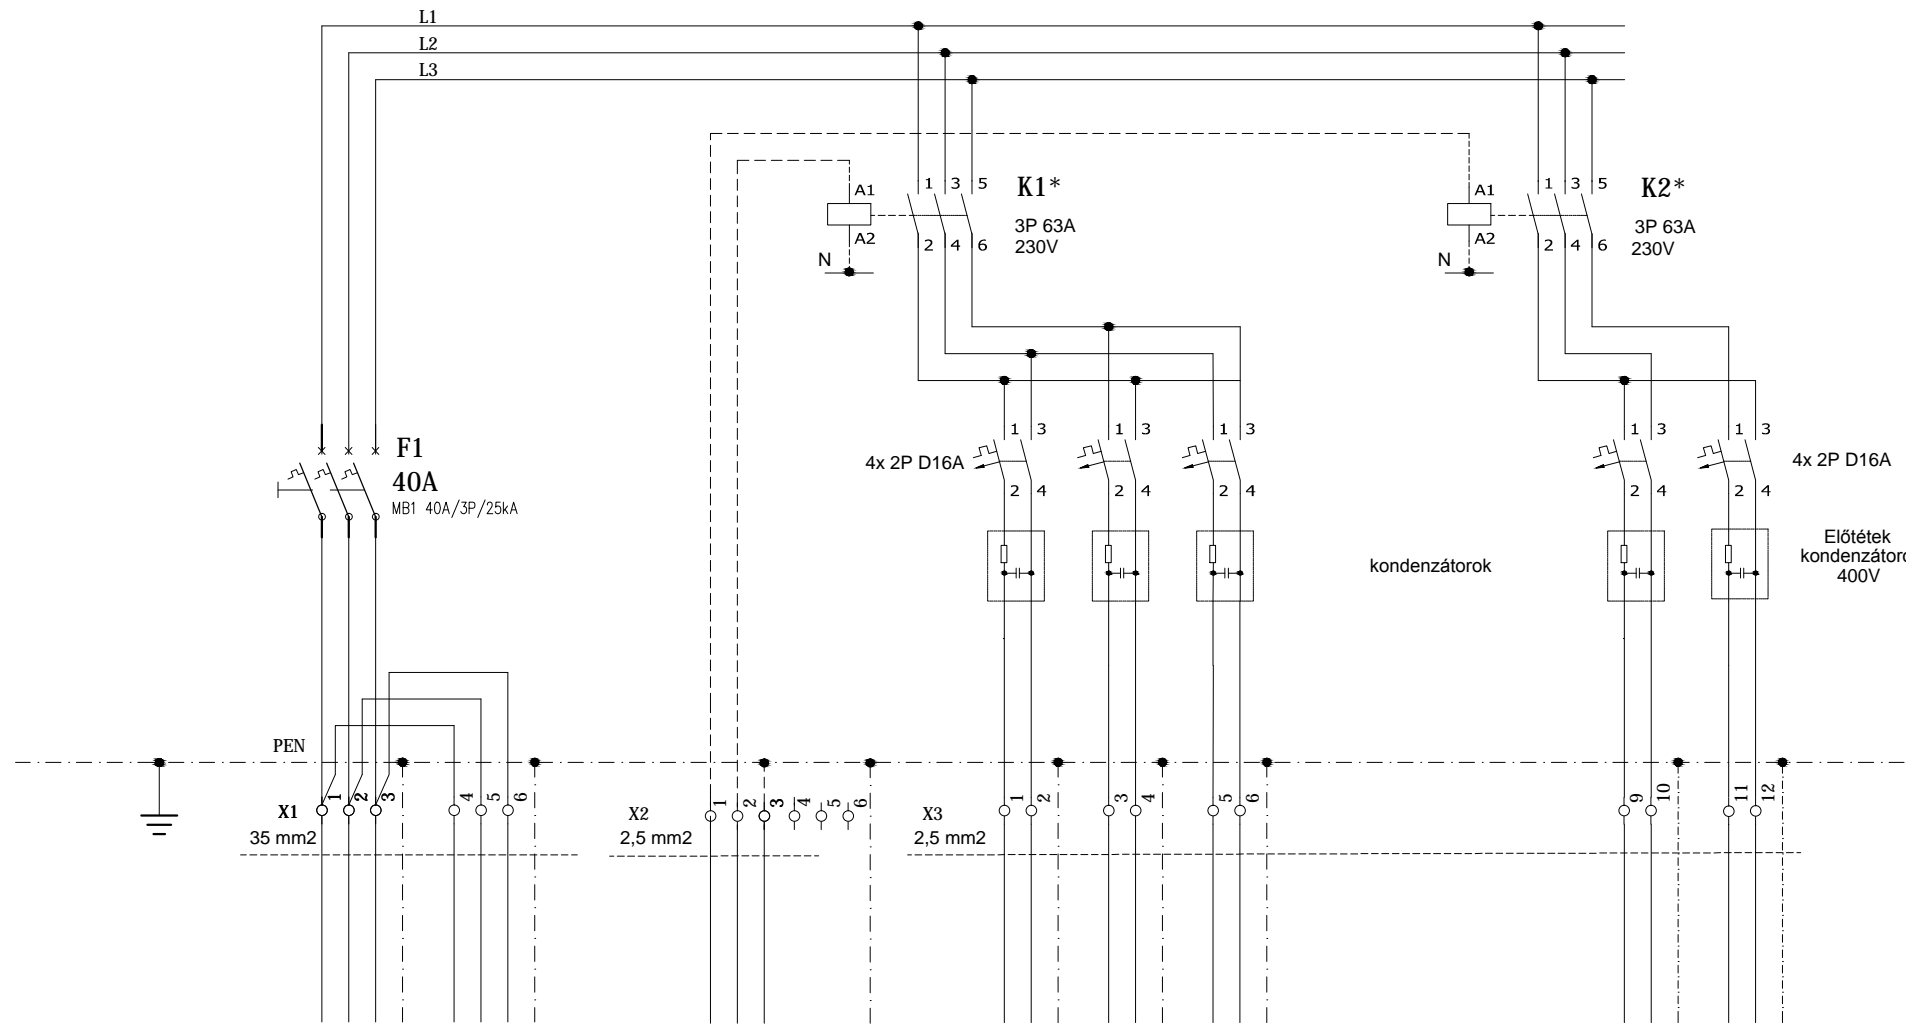 L1
L2
L3
A1
A2
N
1 3 5
2 4 6
K1*
3P 63A
230V
A1
A2
N
1 3 5
2 4 6
K2*
3P 63A
230V
F1
40A
MB1 40A/3P/25kA
4x 2P D16A
1 3
2 4
1 3
2 4
1 3
2 4
1 3
2 4
1 3
2 4
4x 2P D16A
kondenzátorok
Előtétek
kondenzátoro
400V
PEN
X1
35 mm2
1 2 3 4 5 6
X2
2,5 mm2
1 2 3 4 5 6
X3
2,5 mm2
1 2 3 4 5 6 9 10 11 12